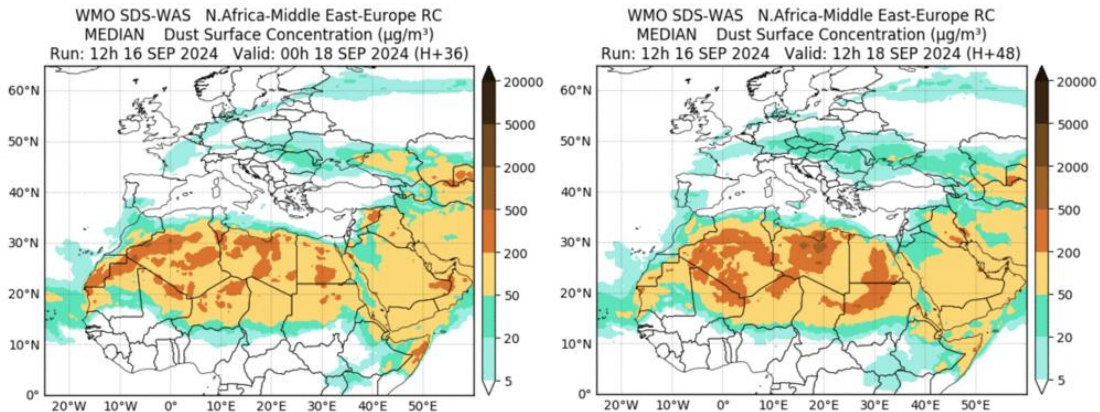 WMO SDS-WAS N.Africa-Middle East-Europe RC
MEDIAN Dust Surface Concentration (µg/m³)
Run: 12h 16 SEP 2024 Valid: 00h 18 SEP 2024 (H+36)
60°N
50°N
40°N
30°N
20°N
10°N
0°
20°W 10°W 0° 10°E 20°E 30°E 40°E 50°E
20000
5000
2000
500
200
50
20
5
WMO SDS-WAS N.Africa-Middle East-Europe RC
MEDIAN Dust Surface Concentration (µg/m³)
Run: 12h 16 SEP 2024 Valid: 12h 18 SEP 2024 (H+48)
60°N
50°N
40°N
30°N
20°N
10°N
0°
20°W 10°W 0° 10°E 20°E 30°E 40°E 50°E
20000
5000
2000
500
200
50
20
5